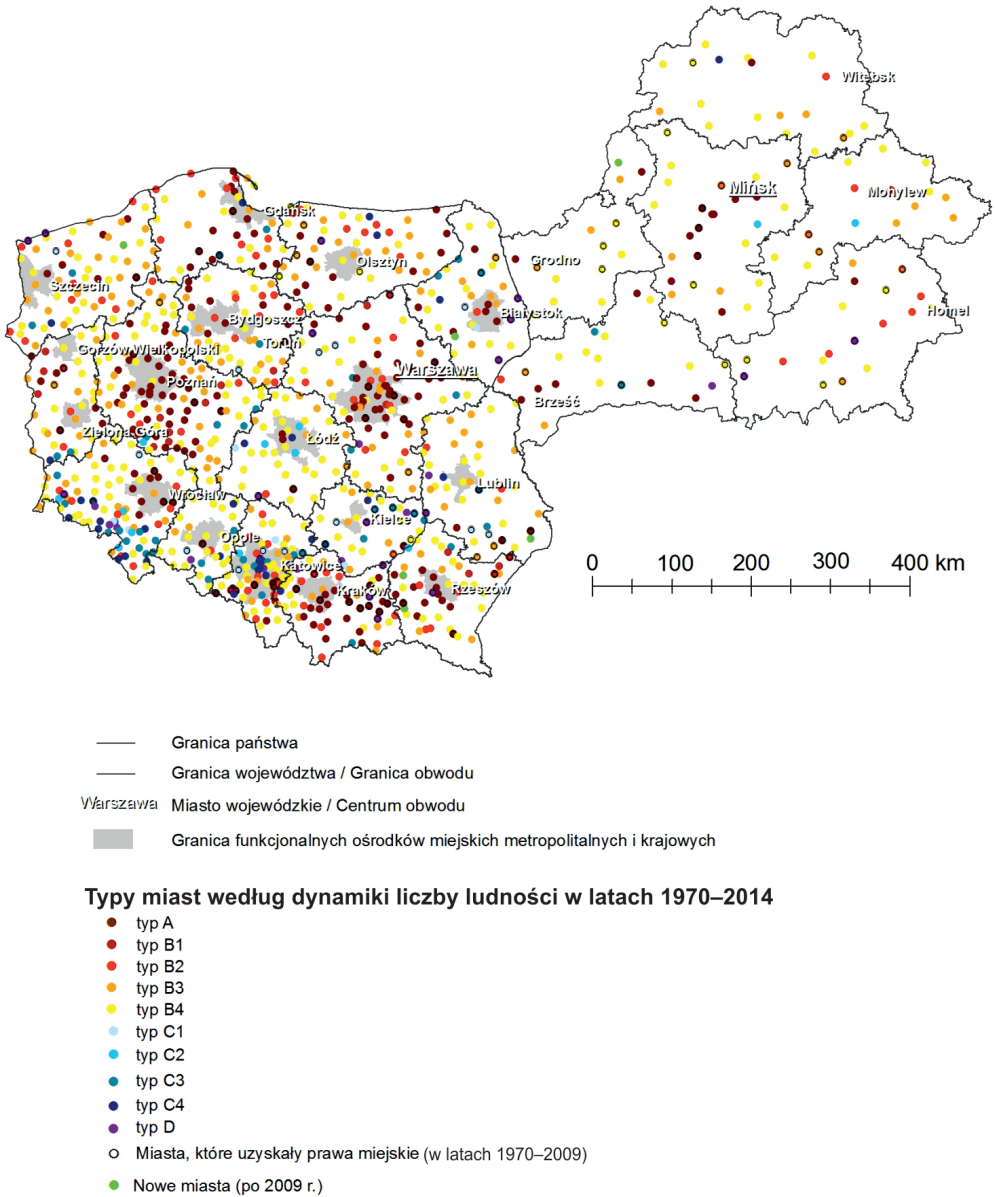 Witebsk
Mińsk
Mohylew
Gdańsk
Olsztyn
Grodno
Szczecin
Białystok
Homel
Bydgoszcz
Toruń
Gorzów Wielkopolski
Warszawa
Poznań
Brześć
Zielona Góra
Łódź
Wrocław
Lublin
Kielce
Opole
Katowice
Kraków
Rzeszów
0 100 200 300 400 km
Granica państwa
Granica województwa / Granica obwodu
Warszawa Miasto wojewódzkie / Centrum obwodu
Granica funkcjonalnych ośrodków miejskich metropolitalnych i krajowych
Typy miast według dynamiki liczby ludności w latach 1970–2014
typ A
typ B1
typ B2
typ B3
typ B4
typ C1
typ C2
typ C3
typ C4
typ D
Miasta, które uzyskały prawa miejskie (w latach 1970–2009)
Nowe miasta (po 2009 r.)